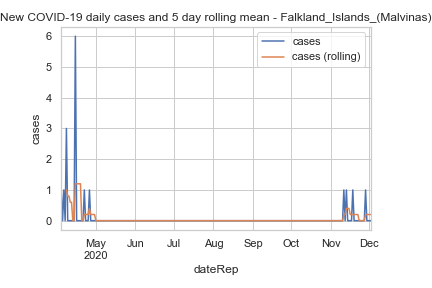 New COVID-19 daily cases and 5 day rolling mean - Falkland_Islands_(Malvinas)
cases
cases (rolling)
6
5
4
3
2
1
0
cases
May
2020
Jun
Jul
Aug
Sep
Oct
Nov
Dec
dateRep